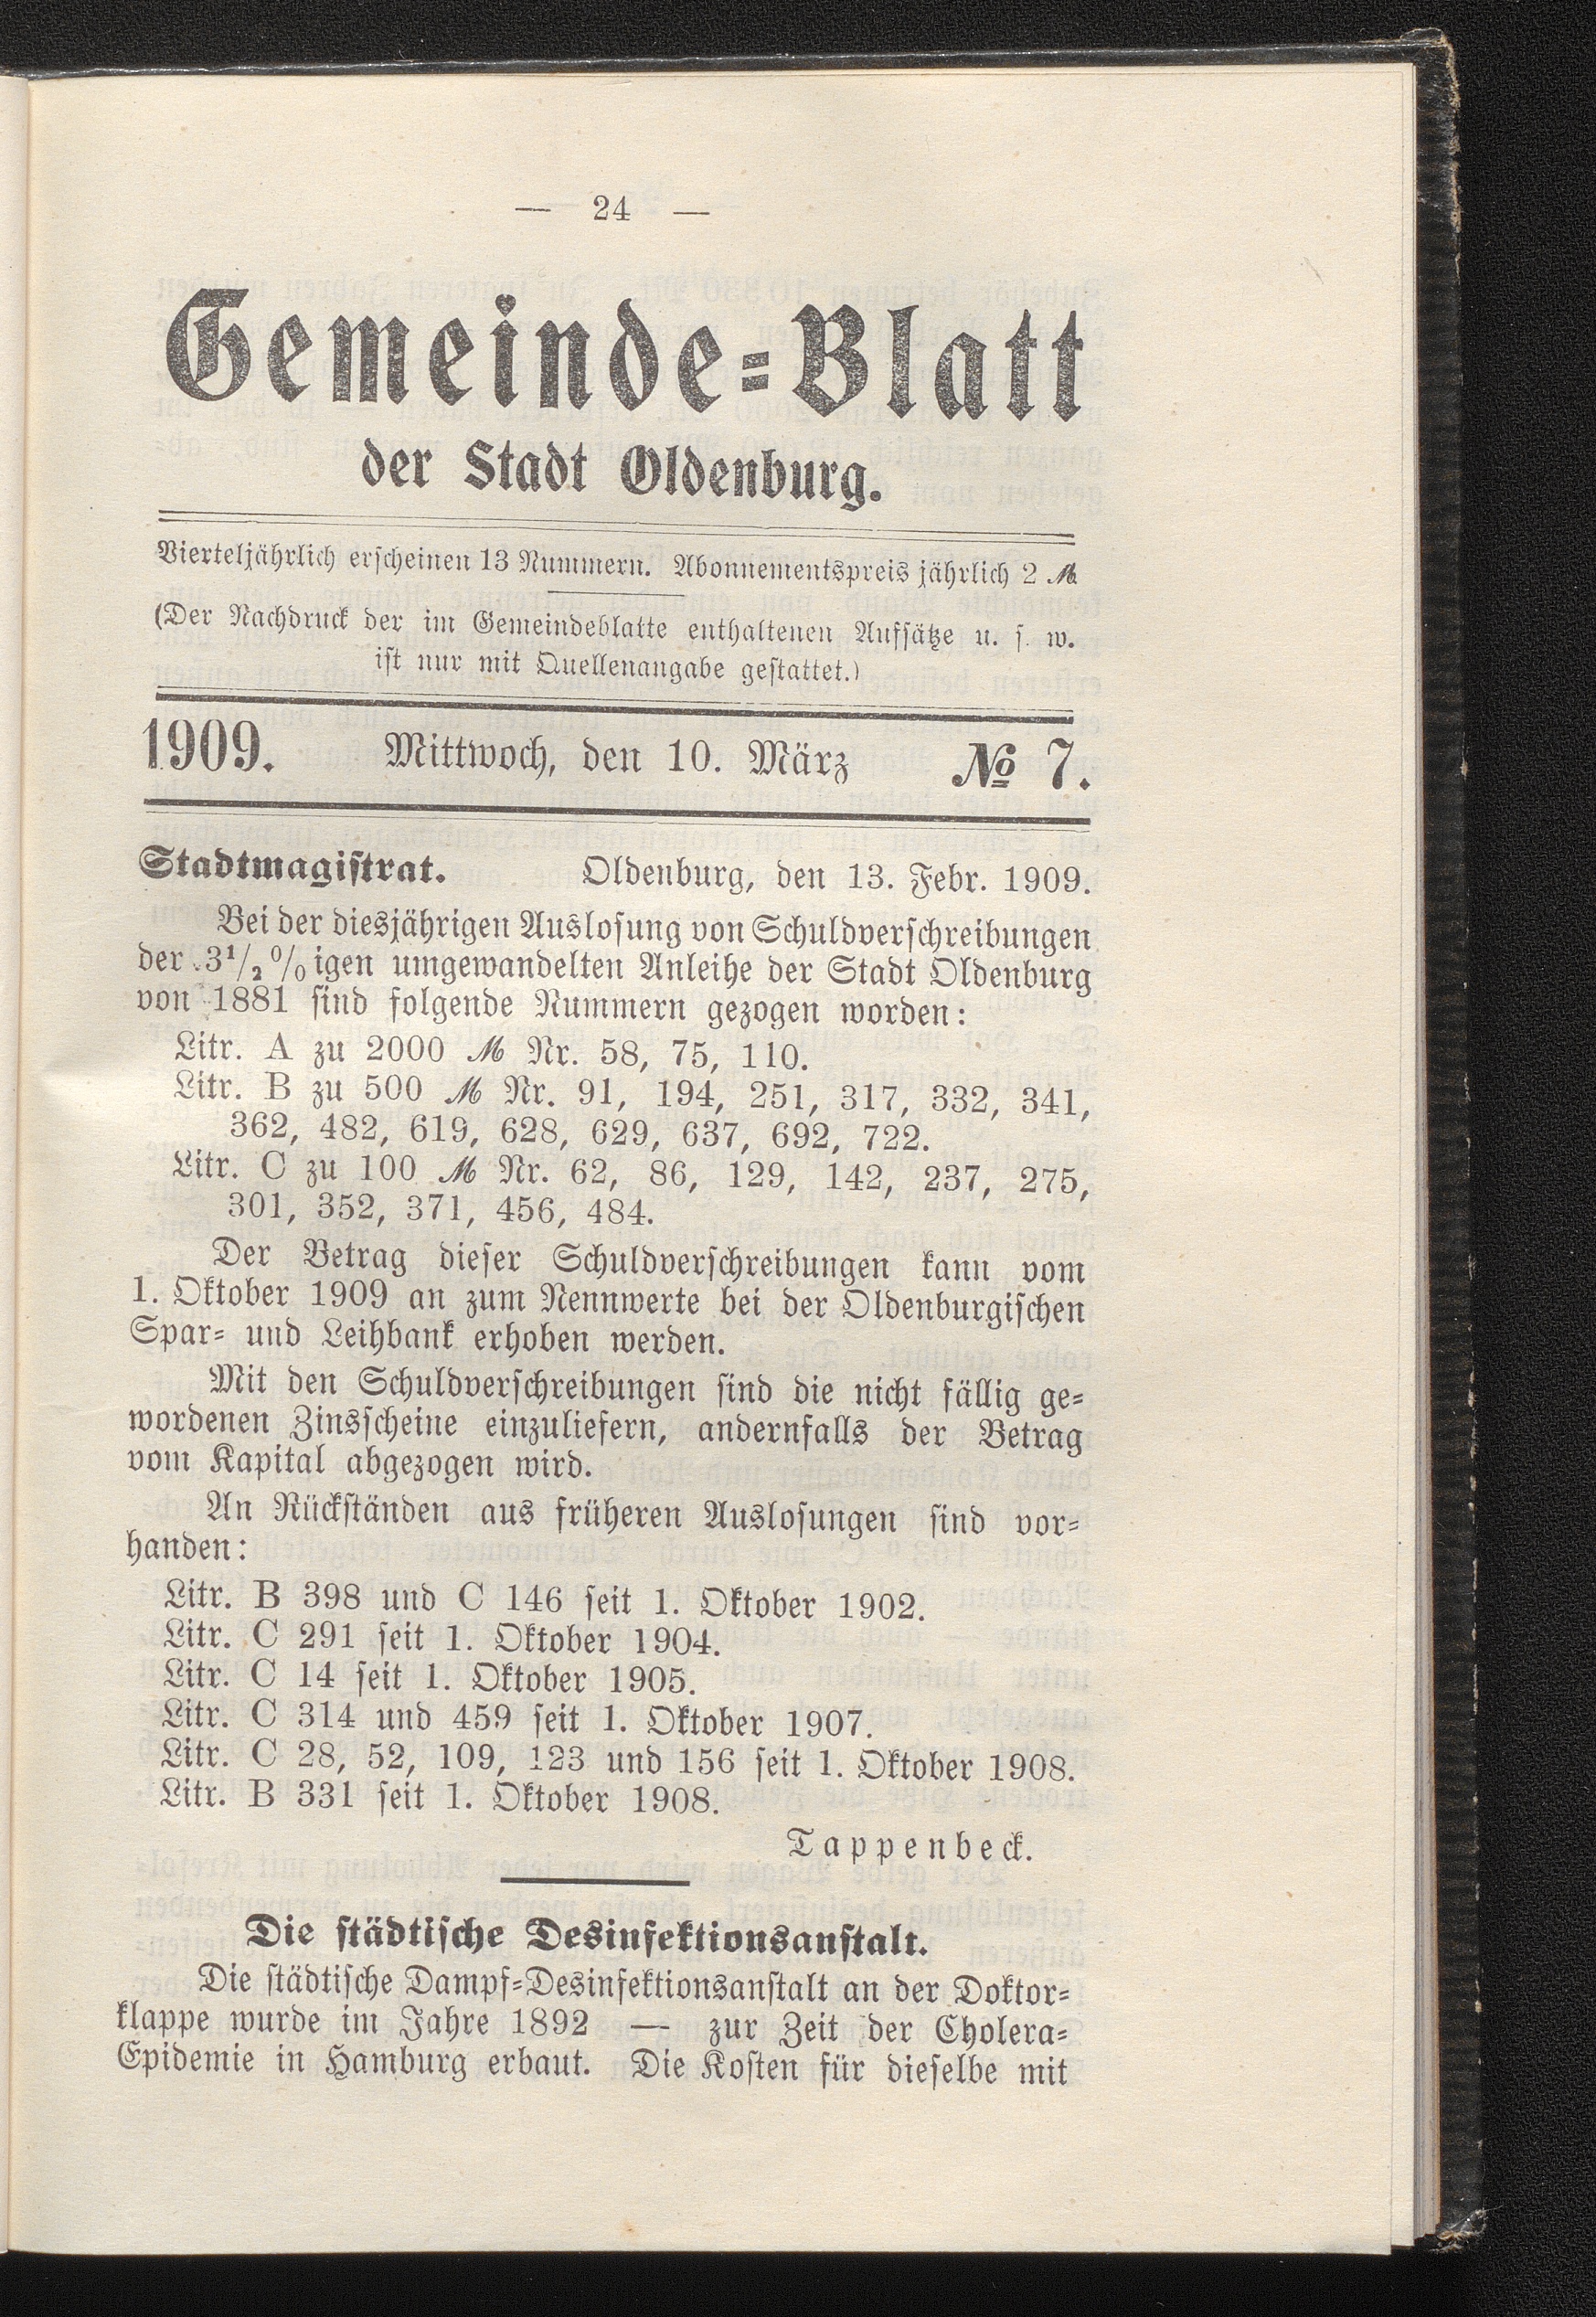 — 24 —
Gemeinde-Blatt
der Stadt Oldenburg.
Vierteljährlich erscheinen 13 Nummern. Abonnementspreis jährlich 2 ℳ
(Der Nachdruck der im Gemeindeblatte enthaltenen Aufsätze u. s. w.
ist nur mit Quellenangabe gestattet.)
1909. Mittwoch, den 10. März № 7.
Stadtmagistrat. Oldenburg, den 13. Febr. 1909.
Bei der diesjährigen Auslosung von Schuldverschreibungen
der 3½%igen umgewandelten Anleihe der Stadt Oldenburg
von 1881 sind folgende Nummern gezogen worden:
Litr. A zu 2000 ℳ Nr. 58, 75, 110.
Litr. B zu 500 ℳ Nr. 91, 194, 251, 317, 332, 341,
362, 482, 619, 628, 629, 637, 692, 722.
Litr. C zu 100 ℳ Nr. 62, 86, 129, 142, 237, 275,
301, 352, 371, 456, 484.
Der Betrag dieser Schuldverschreibungen kann vom
1. Oktober 1909 an zum Nennwerte bei der Oldenburgischen
Spar- und Leihbank erhoben werden.
Mit den Schuldverschreibungen sind die nicht fällig ge-
wordenen Zinsscheine einzuliefern, andernfalls der Betrag
vom Kapital abgezogen wird.
An Rückständen aus früheren Auslosungen sind vor-
handen:
Litr. B 398 und C 146 seit 1. Oktober 1902.
Litr. C 291 seit 1. Oktober 1904.
Litr. C 14 seit 1. Oktober 1905.
Litr. C 314 und 459 seit 1. Oktober 1907.
Litr. C 28, 52, 109, 123 und 156 seit 1. Oktober 1908.
Litr. B 331 seit 1. Oktober 1908.
Tappenbeck.
Die städtische Desinfektionsanstalt.
Die städtische Dampf-Desinfektionsanstalt an der Doktor-
klappe wurde im Jahre 1892 — zur Zeit der Cholera-
Epidemie in Hamburg erbaut. Die Kosten für dieselbe mit